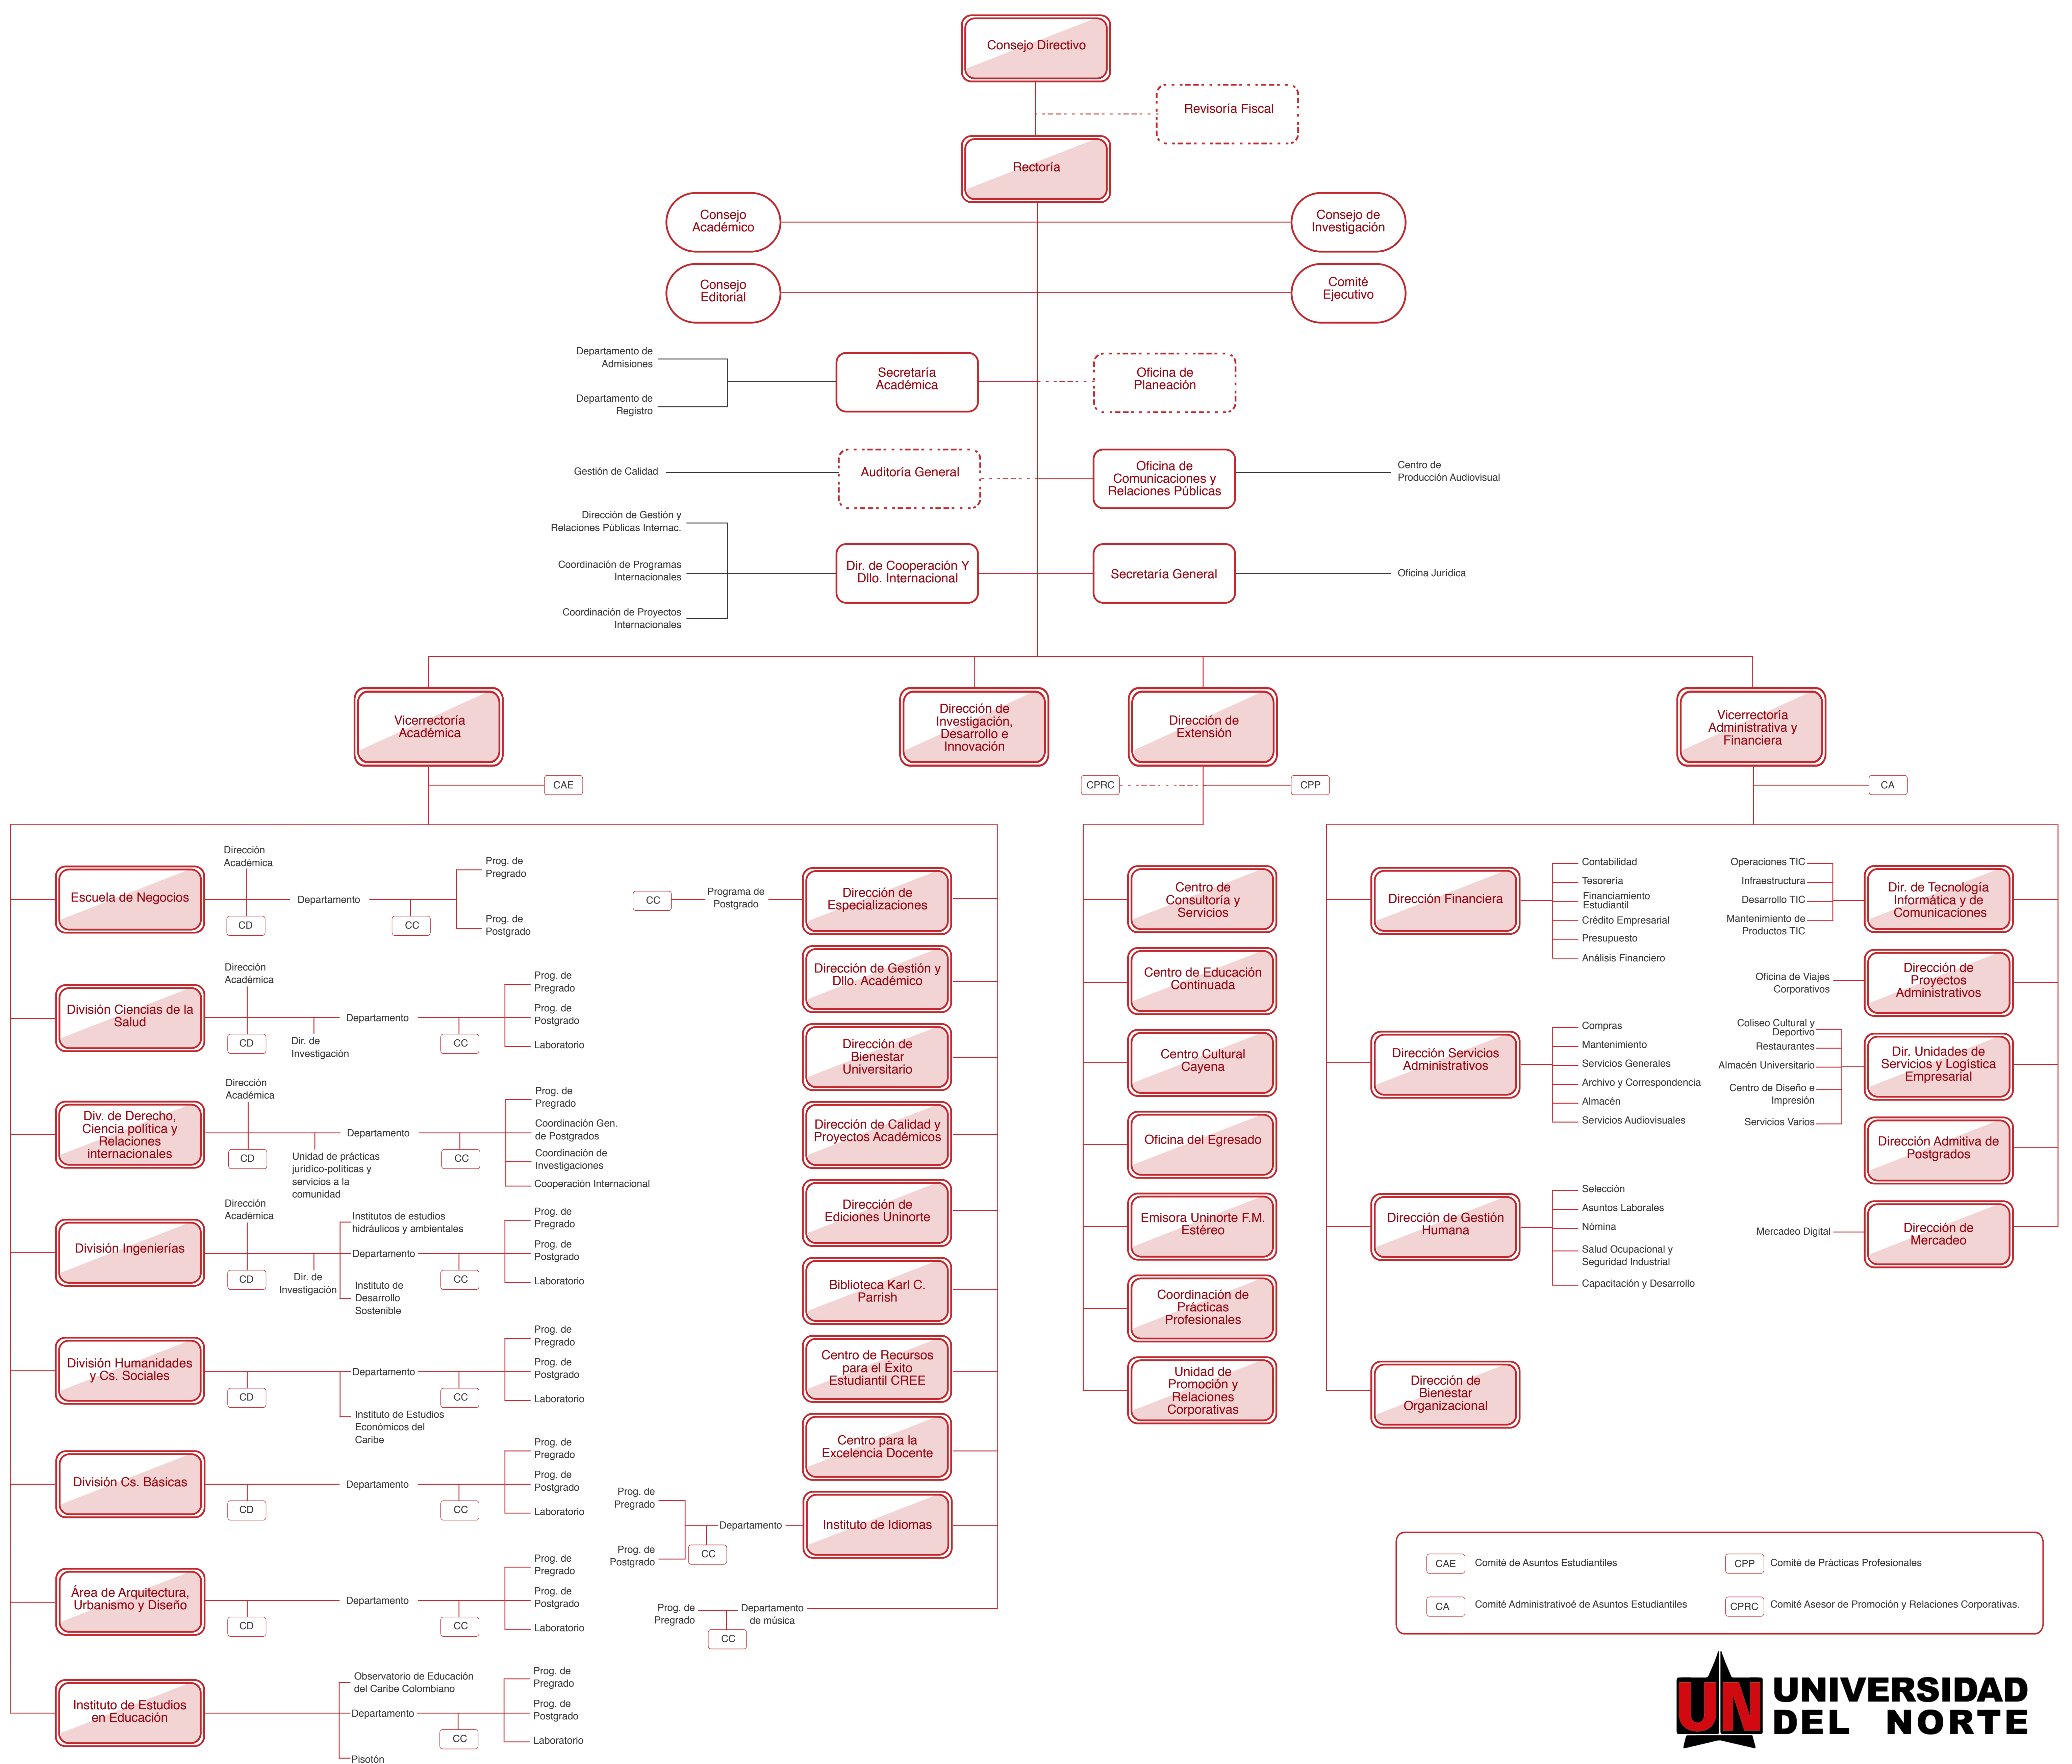 Consejo Directivo
Revisoría Fiscal
Rectoría
Consejo
Académico
Consejo de
Investigación
Consejo
Editorial
Comité
Ejecutivo
Departamento de
Admisiones
Departamento de
Registro
Secretaría
Académica
Oficina de
Planeación
Gestión de Calidad
Auditoría General
Oficina de
Comunicaciones y
Relaciones Públicas
Centro de
Producción Audiovisual
Dirección de Gestión y
Relaciones Públicas Internac.
Coordinación de Programas
Internacionales
Coordinación de Proyectos
Internacionales
Dir. de Cooperación Y
Dllo. Internacional
Secretaría General
Oficina Jurídica
Vicerrectoría
Académica
Dirección de
Investigación,
Desarrollo e
Innovación
Dirección de
Extensión
Vicerrectoría
Administrativa y
Financiera
CAE
CPRC
CPP
CA
Escuela de Negocios
Dirección
Académica
CD
Departamento
CC
Prog. de
Pregrado
Prog. de
Postgrado
División Ciencias de la
Salud
Dirección
Académica
CD
Dir. de
Investigación
Departamento
CC
Prog. de
Pregrado
Prog. de
Postgrado
Laboratorio
Div. de Derecho,
Ciencia política y
Relaciones
internacionales
Dirección
Académica
CD
Unidad de prácticas
juridíco-políticas y
servicios a la
comunidad
Departamento
CC
Prog. de
Pregrado
Coordinación Gen.
de Postgrados
Coordinación de
Investigaciones
Cooperación Internacional
División Ingenierías
Dirección
Académica
CD
Dir. de
Investigación
Institutos de estudios
hidráulicos y ambientales
Departamento
Instituto de
Desarrollo
Sostenible
CC
Prog. de
Pregrado
Prog. de
Postgrado
Laboratorio
División Humanidades
y Cs. Sociales
CD
Departamento
Instituto de Estudios
Económicos del
Caribe
CC
Prog. de
Pregrado
Prog. de
Postgrado
Laboratorio
División Cs. Básicas
CD
Departamento
CC
Prog. de
Pregrado
Prog. de
Postgrado
Laboratorio
Área de Arquitectura,
Urbanismo y Diseño
CD
Departamento
CC
Prog. de
Pregrado
Prog. de
Postgrado
Laboratorio
Instituto de Estudios
en Educación
Observatorio de Educación
del Caribe Colombiano
Departamento
Pisotón
CC
Prog. de
Pregrado
Prog. de
Postgrado
Laboratorio
CC
Programa de
Postgrado
Dirección de
Especializaciones
Dirección de Gestión y
Dllo. Académico
Dirección de
Bienestar
Universitario
Dirección de Calidad y
Proyectos Académicos
Dirección de
Ediciones Uninorte
Biblioteca Karl C.
Parrish
Centro de Recursos
para el Éxito
Estudiantil CREE
Centro para la
Excelencia Docente
Prog. de
Pregrado
Prog. de
Postgrado
CC
Departamento
Instituto de Idiomas
Prog. de
Pregrado
CC
Departamento
de música
Centro de
Consultoría y
Servicios
Centro de Educación
Continuada
Centro Cultural
Cayena
Oficina del Egresado
Emisora Uninorte F.M.
Estéreo
Coordinación de
Prácticas
Profesionales
Unidad de
Promoción y
Relaciones
Corporativas
Dirección Financiera
Contabilidad
Tesorería
Financiamiento
Estudiantil
Crédito Empresarial
Presupuesto
Análisis Financiero
Dirección Servicios
Administrativos
Compras
Mantenimiento
Servicios Generales
Archivo y Correspondencia
Almacén
Servicios Audiovisuales
Dirección de Gestión
Humana
Selección
Asuntos Laborales
Nómina
Salud Ocupacional y
Seguridad Industrial
Capacitación y Desarrollo
Dirección de
Bienestar
Organizacional
Operaciones TIC
Infraestructura
Desarrollo TIC
Mantenimiento de
Productos TIC
Dir. de Tecnología
Informática y de
Comunicaciones
Oficina de Viajes
Corporativos
Dirección de
Proyectos
Administrativos
Coliseo Cultural y
Deportivo
Restaurantes
Almacén Universitario
Centro de Diseño e
Impresión
Servicios Varios
Dir. Unidades de
Servicios y Logística
Empresarial
Dirección Admitiva de
Postgrados
Mercadeo Digital
Dirección de
Mercadeo
CAE
Comité de Asuntos Estudiantiles
CPP
Comité de Prácticas Profesionales
CA
Comité Administrativoé de Asuntos Estudiantiles
CPRC
Comité Asesor de Promoción y Relaciones Corporativas.
UN
UNIVERSIDAD
DEL NORTE